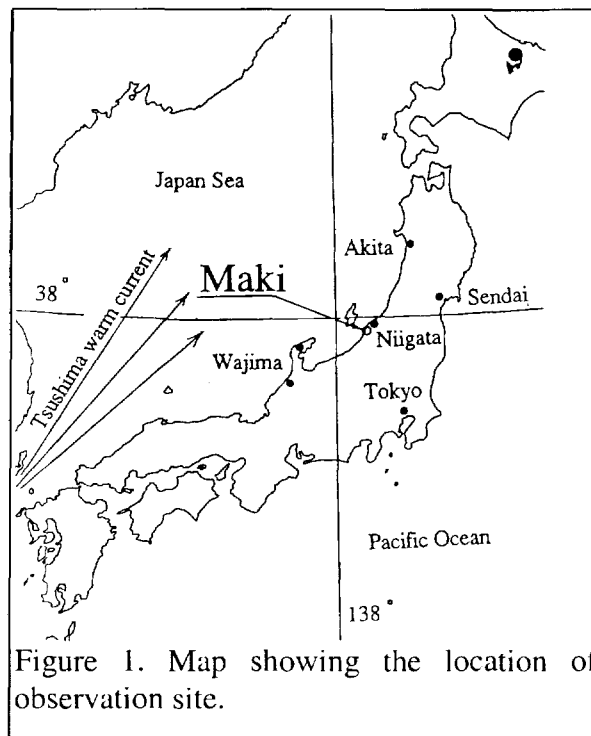 Japan Sea
Akita
Maki
38°
Sendai
Tsushima warm current
Niigata
Wajima
Tokyo
Pacific Ocean
138°
Figure 1. Map showing the location of
observation site.